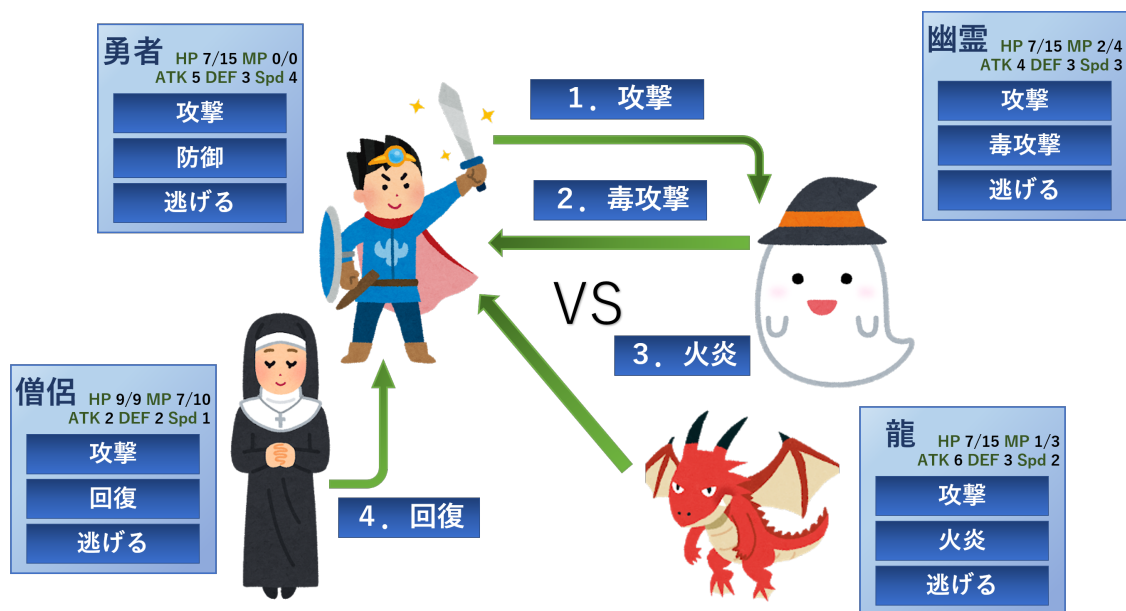 勇者 HP 7/15 MP 0/0
ATK 5 DEF 3 Spd 4
攻撃
防御
逃げる
1．攻撃
2．毒攻撃
幽霊 HP 7/15 MP 2/4
ATK 4 DEF 3 Spd 3
攻撃
毒攻撃
逃げる
VS
3．火炎
僧侶 HP 9/9 MP 7/10
ATK 2 DEF 2 Spd 1
攻撃
回復
逃げる
4．回復
龍 HP 7/15 MP 1/3
ATK 6 DEF 3 Spd 2
攻撃
火炎
逃げる